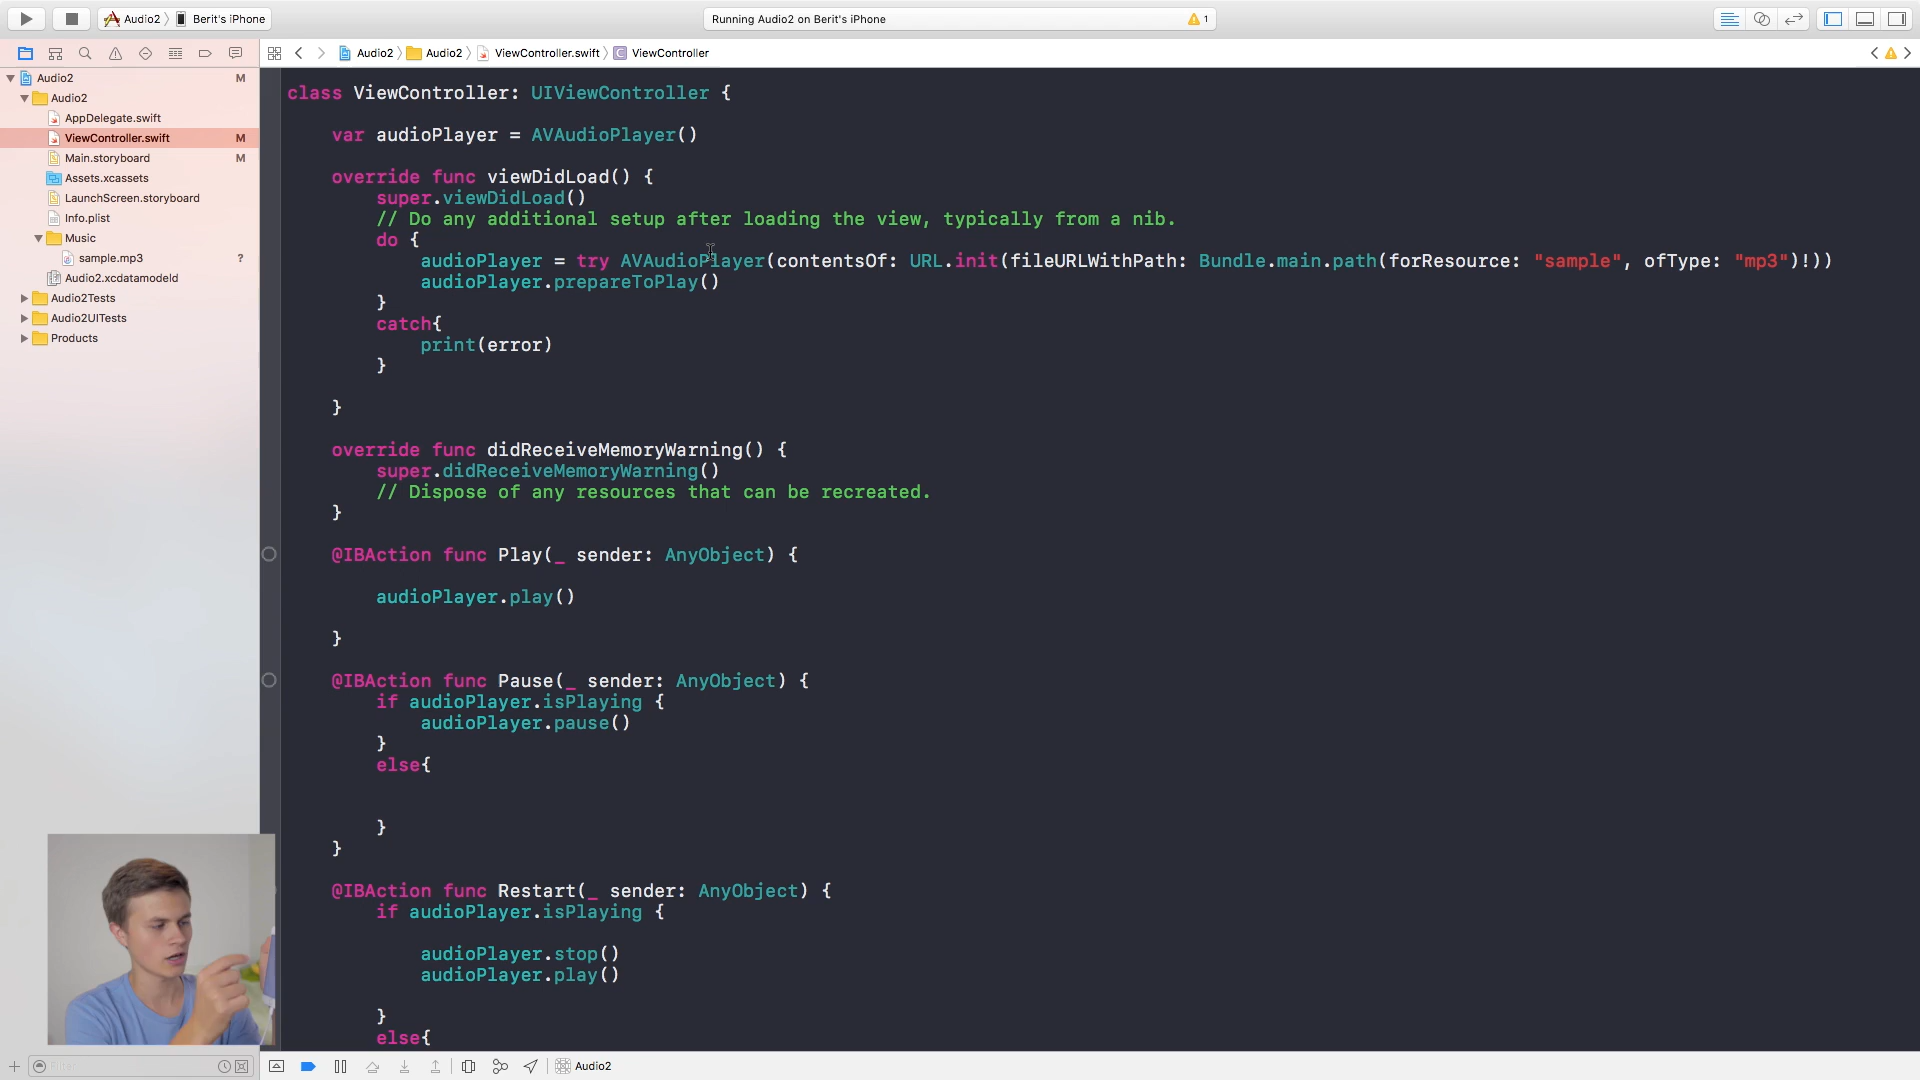 Audio2 Berit's iPhone Running Audio2 on Berit's iPhone 1
Audio2 Audio2 ViewController.swift C ViewController
Audio2 M
Audio2
AppDelegate.swift
ViewController.swift M
Main.storyboard M
Assets.xcassets
LaunchScreen.storyboard
Info.plist
Music
sample.mp3 ?
Audio2.xcdatamodeld
Audio2Tests
Audio2UITests
Products
class ViewController: UIViewController {
var audioPlayer = AVAudioPlayer()
override func viewDidLoad() {
super.viewDidLoad()
// Do any additional setup after loading the view, typically from a nib.
do {
audioPlayer = try AVAudioPlayer(contentsOf: URL.init(fileURLWithPath: Bundle.main.path(forResource: "sample", ofType: "mp3")!))
audioPlayer.prepareToPlay()
}
catch{
print(error)
}
}
override func didReceiveMemoryWarning() {
super.didReceiveMemoryWarning()
// Dispose of any resources that can be recreated.
}
@IBAction func Play(_ sender: AnyObject) {
audioPlayer.play()
}
@IBAction func Pause(_ sender: AnyObject) {
if audioPlayer.isPlaying {
audioPlayer.pause()
}
else{
}
}
@IBAction func Restart(_ sender: AnyObject) {
if audioPlayer.isPlaying {
audioPlayer.stop()
audioPlayer.play()
}
else{
Filter
Audio2